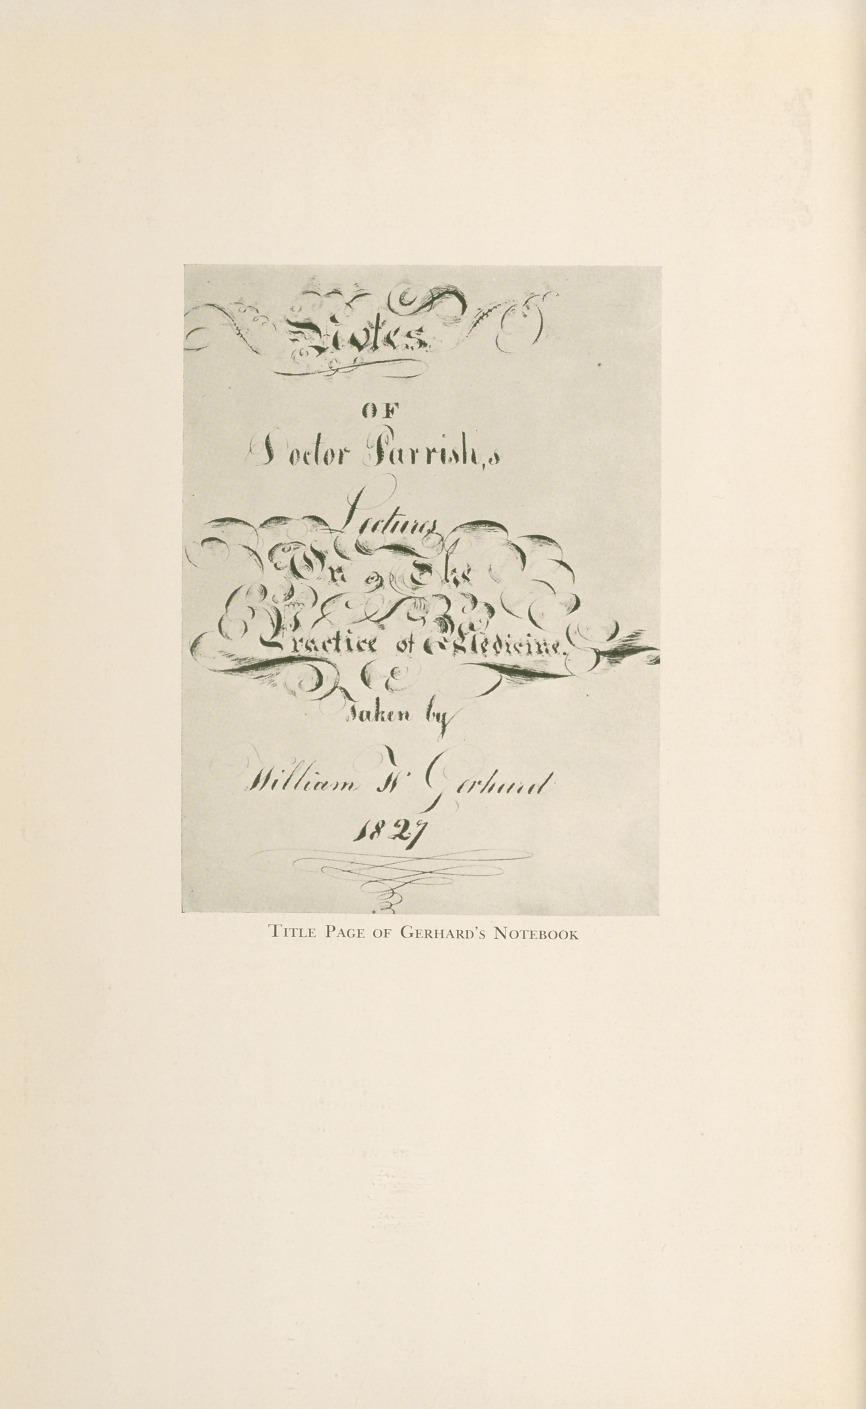 Notes
OF
Doctor Parrish,s
Lectures
On The
Practice of Medicine.
Taken by
William W Gerhard
1827
TITLE PAGE OF GERHARD'S NOTEBOOK